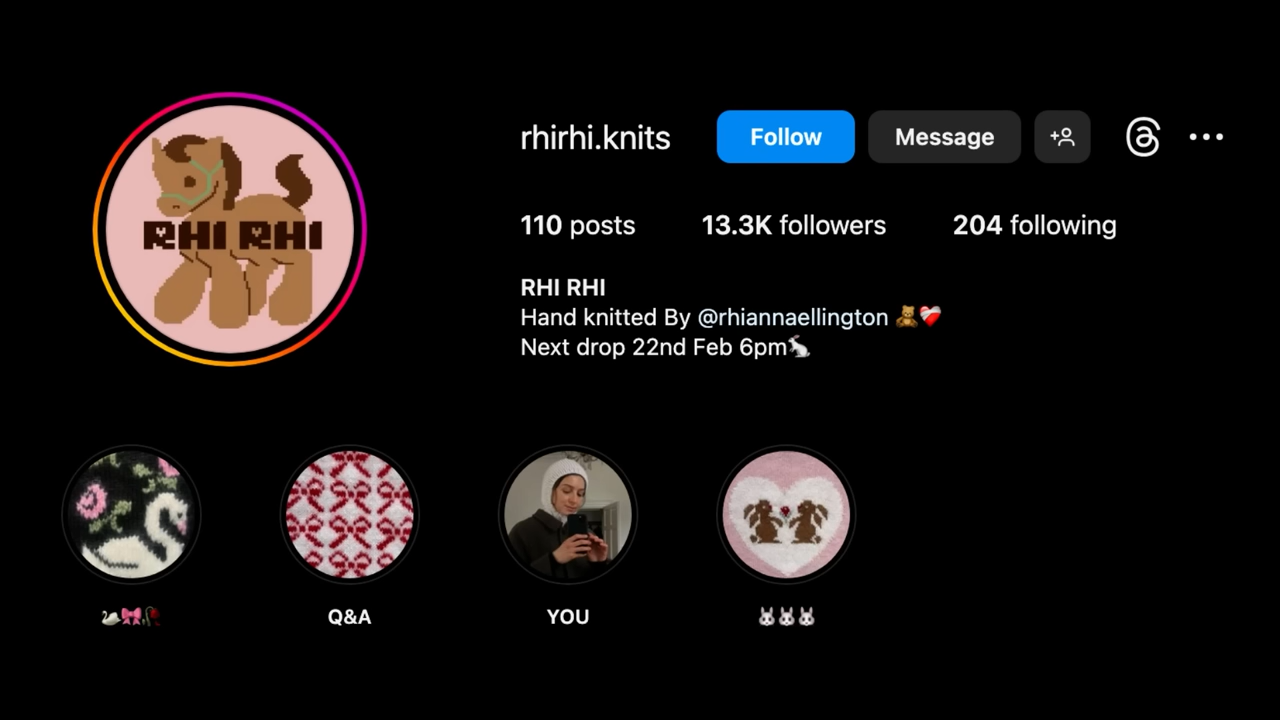 rhirhi.knits
Follow
Message
110 posts
13.3K followers
204 following
RHI RHI
RHI RHI
Hand knitted By @rhiannaellington 🧸❤️‍🩹
Next drop 22nd Feb 6pm🐇
🦢🎀🥀
Q&A
YOU
🐰🐰🐰